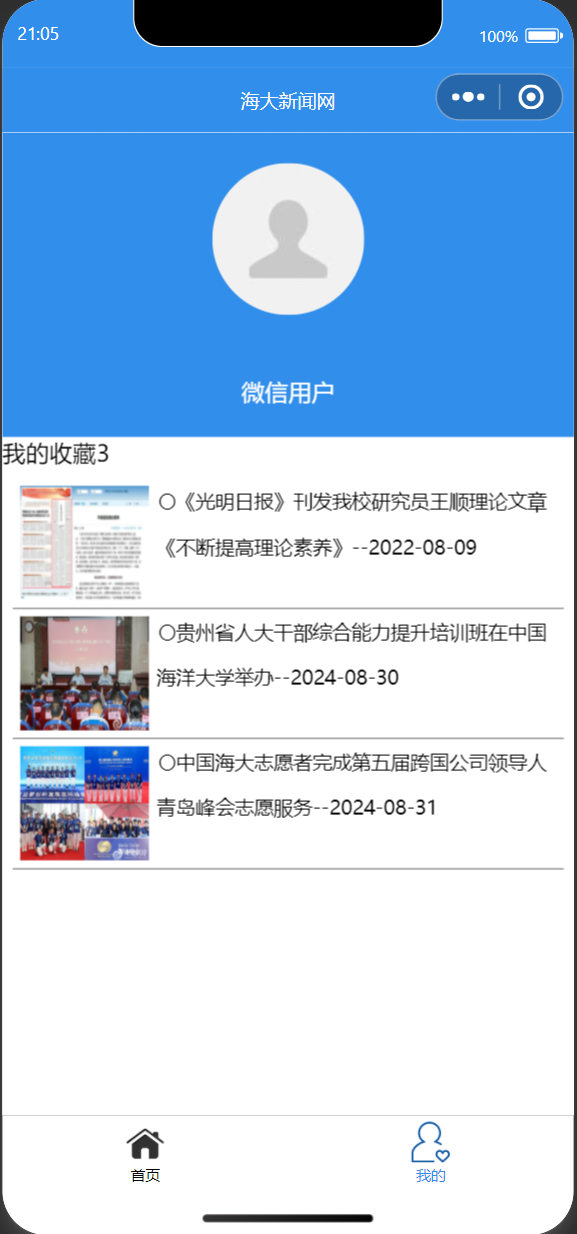 21:05
100%
海大新闻网
微信用户
我的收藏3
〇《光明日报》刊发我校研究员王顺理论文章
《不断提高理论素养》--2022-08-09
〇贵州省人大干部综合能力提升培训班在中国
海洋大学举办--2024-08-30
〇中国海大志愿者完成第五届跨国公司领导人
青岛峰会志愿服务--2024-08-31
首页
我的